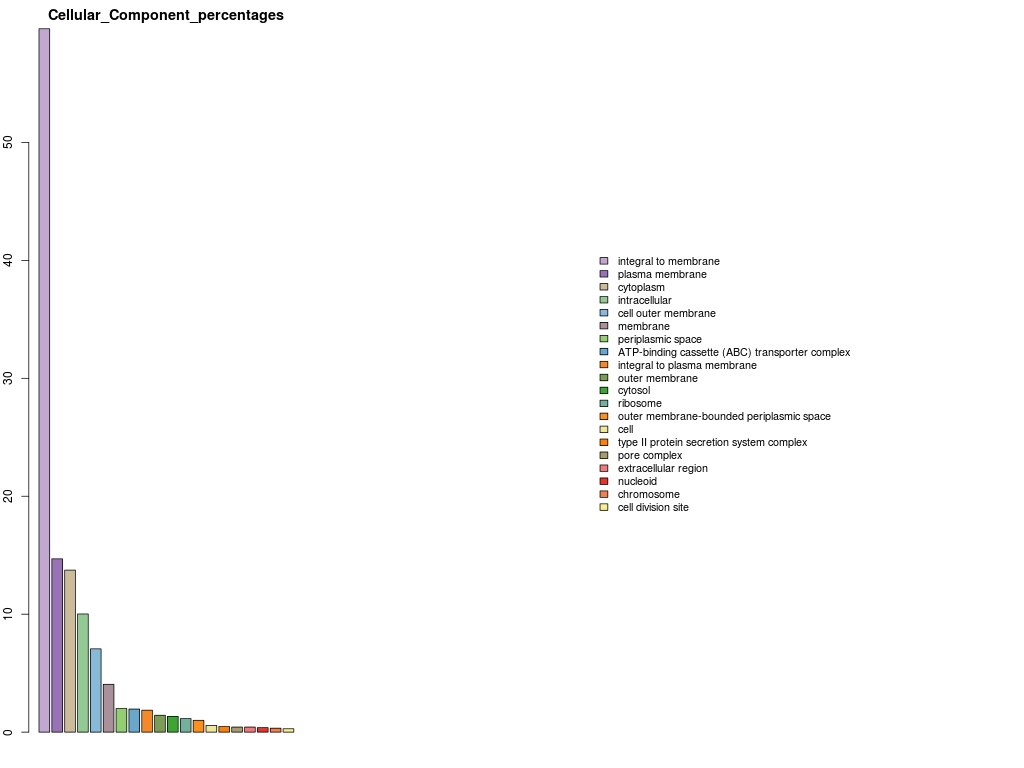 Cellular_Component_percentages
50
40
30
20
10
0
integral to membrane
plasma membrane
cytoplasm
intracellular
cell outer membrane
membrane
periplasmic space
ATP-binding cassette (ABC) transporter complex
integral to plasma membrane
outer membrane
cytosol
ribosome
outer membrane-bounded periplasmic space
cell
type II protein secretion system complex
pore complex
extracellular region
nucleoid
chromosome
cell division site